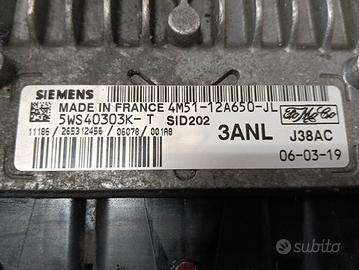 SIEMENS
MADE IN FRANCE 4M51-12A650-JL
5WS40303K-T SID202
11186 / 265312456 / 06078 / 001A8
3ANL J38AC
06-03-19
subito